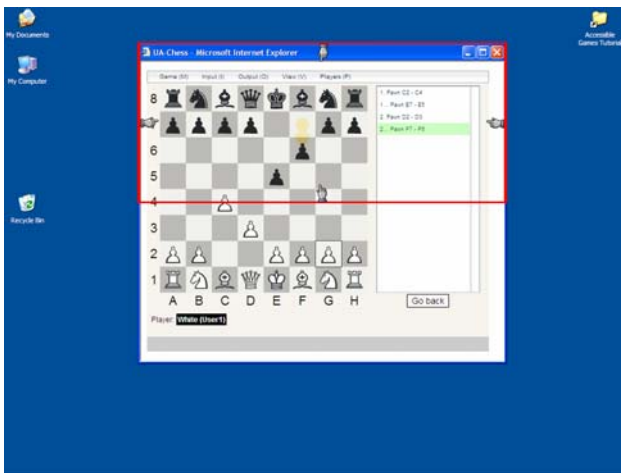 My Documents
Accessible
Games Tutorial
UA-Chess - Microsoft Internet Explorer
My Computer
Game (M) Input (I) Output (O) View (V) Players (P)
8
1. Pawn C2 - C4
1... Pawn E7 - E5
2. Pawn D2 - D3
2... Pawn F7 - F6
6
5
4
Recycle Bin
3
2
1
A B C D E F G H
Go back
Player: White (User1)